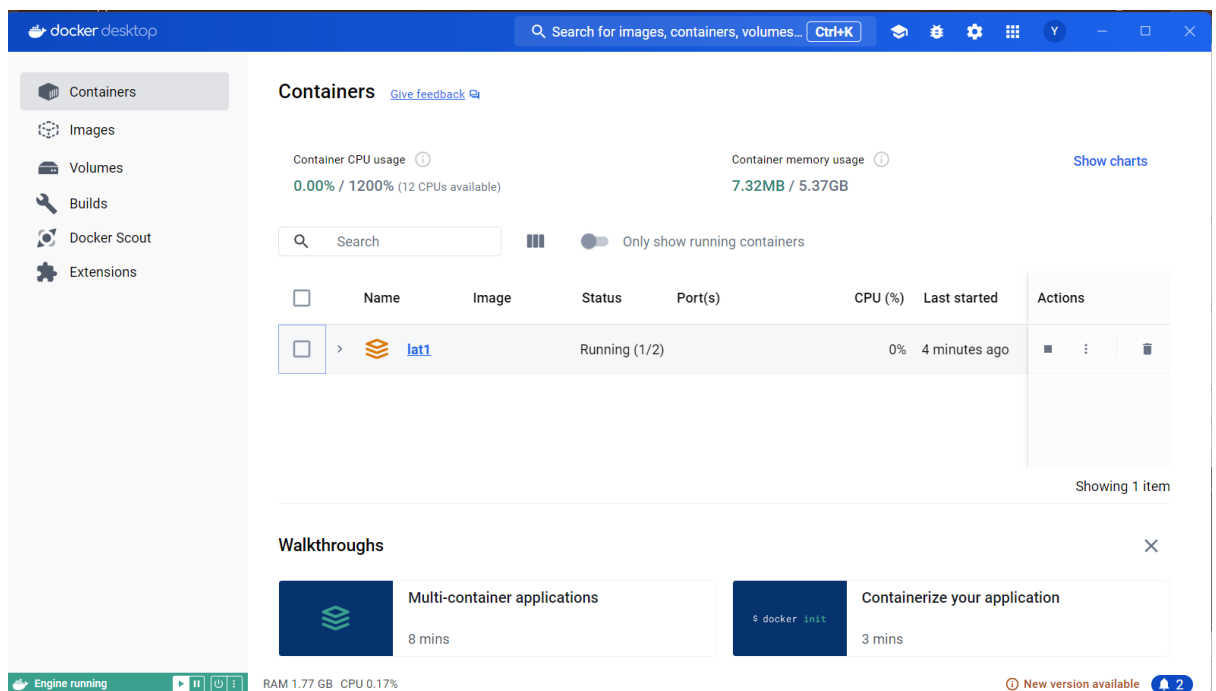 docker desktop
Search for images, containers, volumes... Ctrl+K
Y
Containers
Images
Volumes
Builds
Docker Scout
Extensions
Containers Give feedback
Container CPU usage
0.00% / 1200% (12 CPUs available)
Container memory usage
7.32MB / 5.37GB
Show charts
Search
Only show running containers
Name Image Status Port(s) CPU (%) Last started Actions
lat1 Running (1/2) 0% 4 minutes ago
Showing 1 item
Walkthroughs
Multi-container applications
8 mins
$ docker init
Containerize your application
3 mins
Engine running
RAM 1.77 GB CPU 0.17%
New version available
2